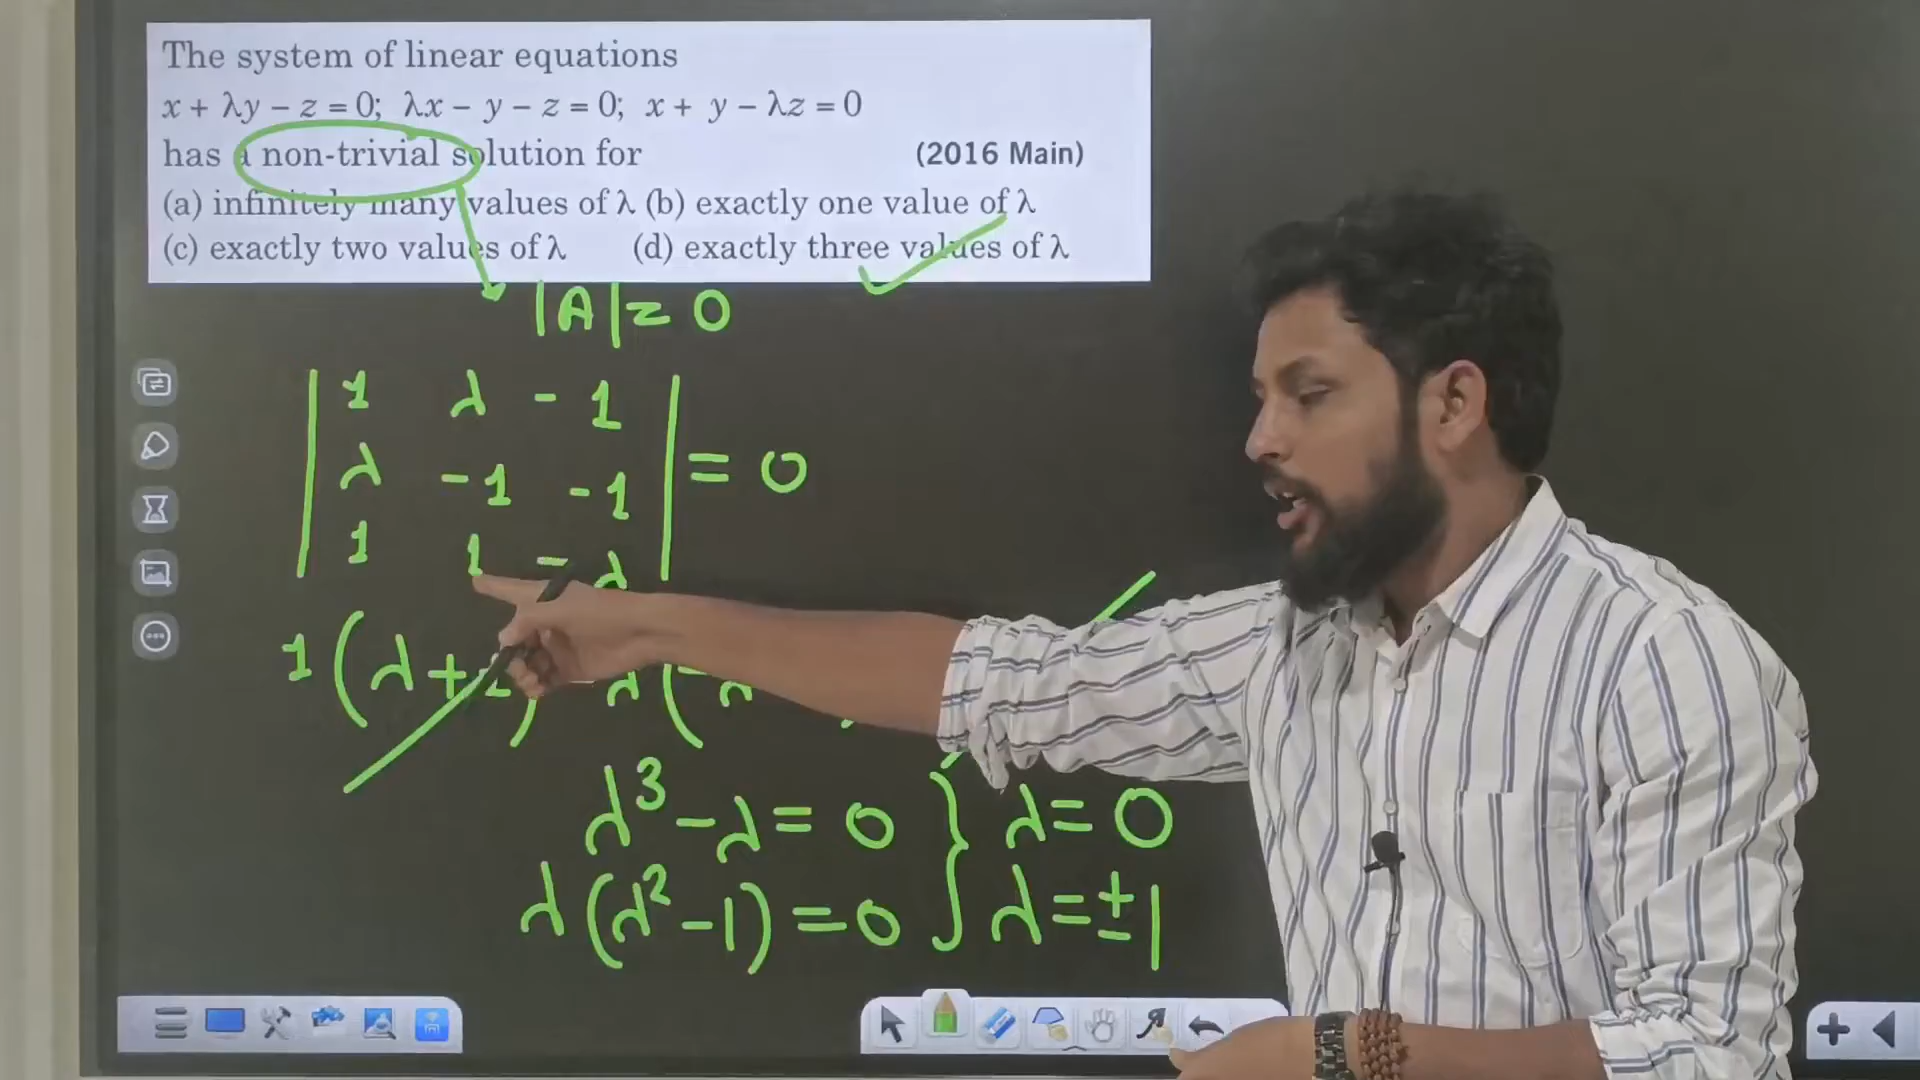 The system of linear equations
x + λy − z = 0; λx − y − z = 0; x + y − λz = 0
has a non-trivial solution for (2016 Main)
(a) infinitely many values of λ (b) exactly one value of λ
(c) exactly two values of λ (d) exactly three values of λ
|A| = 0
1 λ -1
λ -1 -1 = 0
1 1 -λ
1(λ+1) -λ(-λ
λ³ - λ = 0 } λ = 0
λ(λ² - 1) = 0 λ = ±1